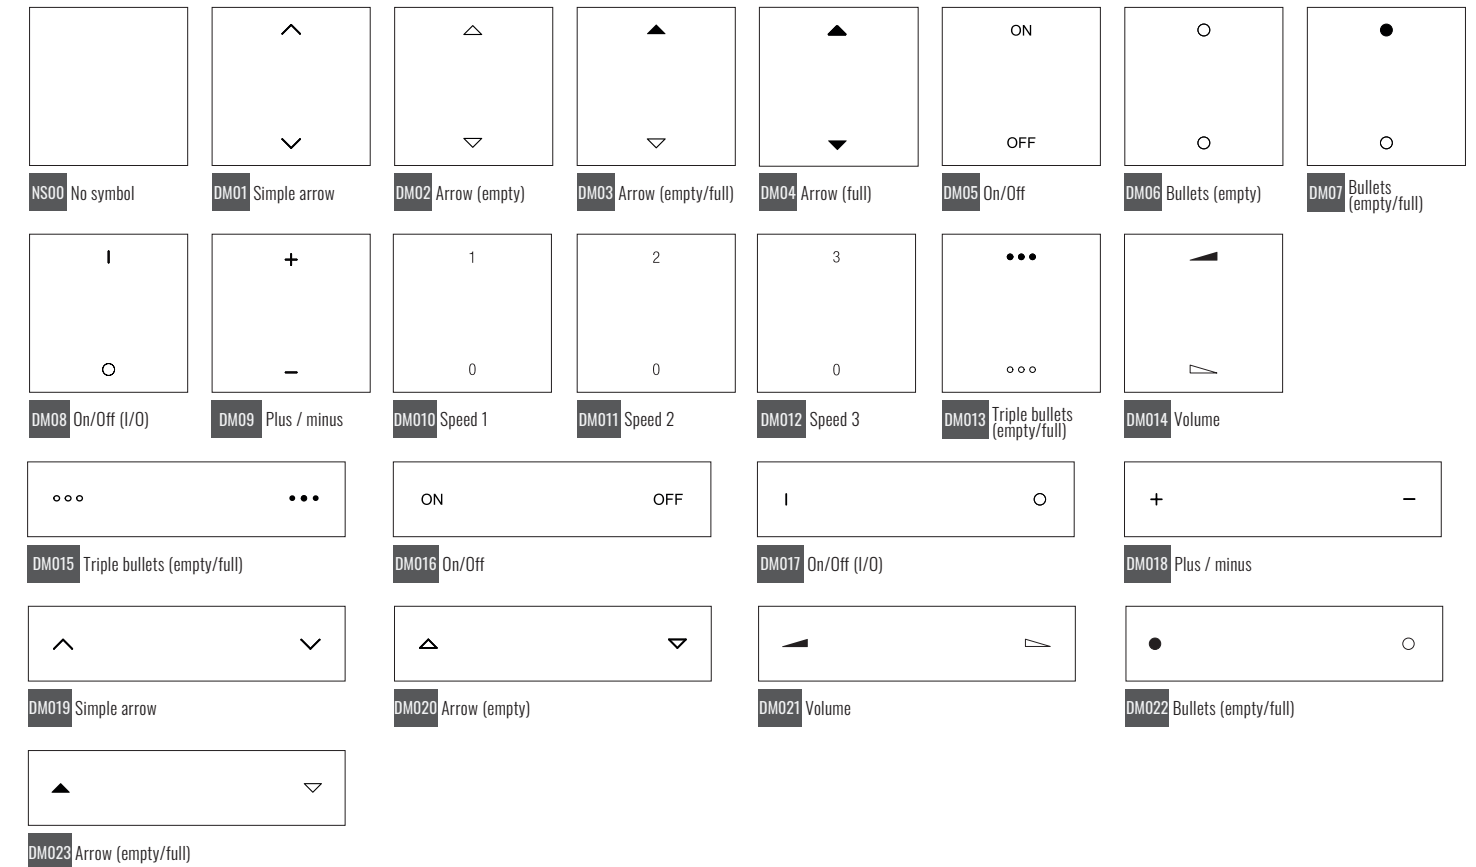 ON
OFF
NS00 No symbol
DM01 Simple arrow
DM02 Arrow (empty)
DM03 Arrow (empty/full)
DM04 Arrow (full)
DM05 On/Off
DM06 Bullets (empty)
DM07 Bullets
(empty/full)
I
O
+
−
1
0
2
0
3
0
DM08 On/Off (I/O)
DM09 Plus / minus
DM010 Speed 1
DM011 Speed 2
DM012 Speed 3
DM013 Triple bullets
(empty/full)
DM014 Volume
ON OFF
I O
+ −
DM015 Triple bullets (empty/full)
DM016 On/Off
DM017 On/Off (I/O)
DM018 Plus / minus
DM019 Simple arrow
DM020 Arrow (empty)
DM021 Volume
DM022 Bullets (empty/full)
DM023 Arrow (empty/full)